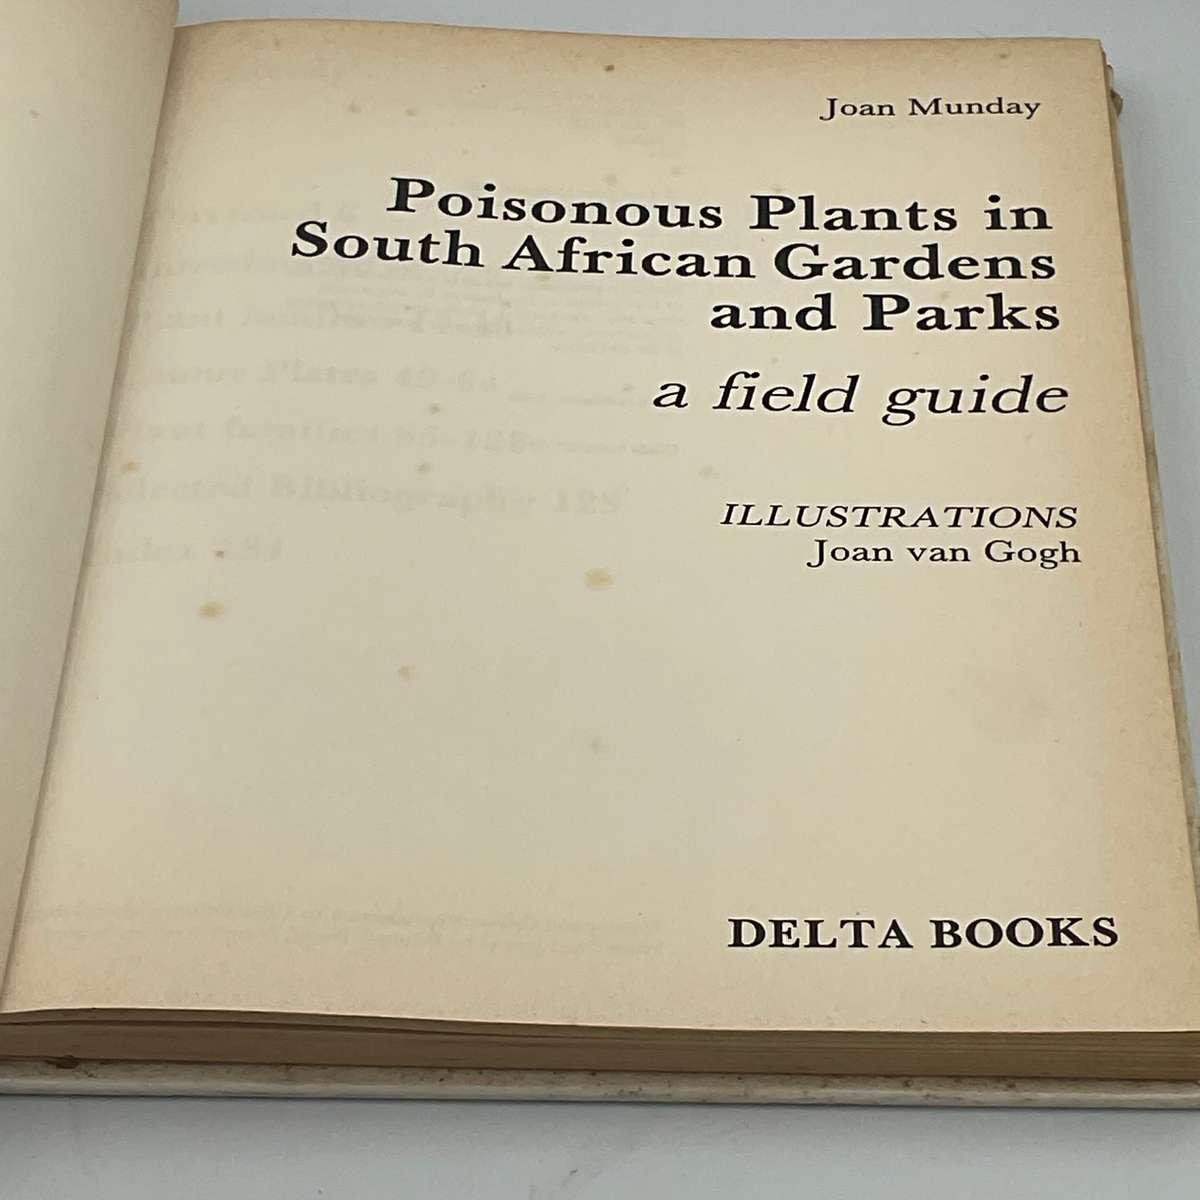 Joan Munday
Poisonous Plants in
South African Gardens
and Parks
a field guide
ILLUSTRATIONS
Joan van Gogh
DELTA BOOKS